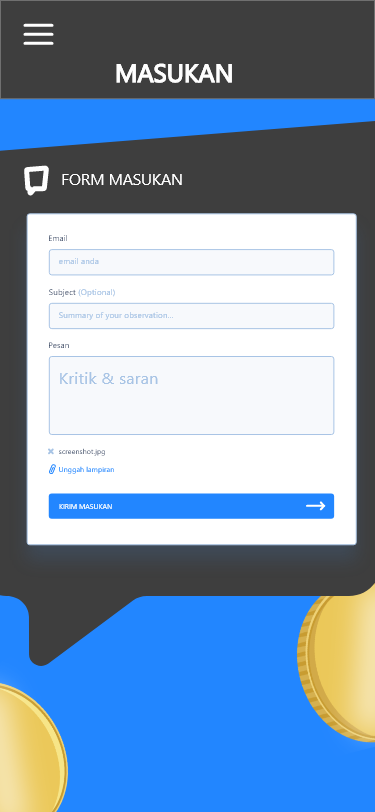 MASUKAN
FORM MASUKAN
Email
email anda
Subject (Optional)
Summary of your observation...
Pesan
Kritik & saran
screenshot.jpg
Unggah lampiran
KIRIM MASUKAN